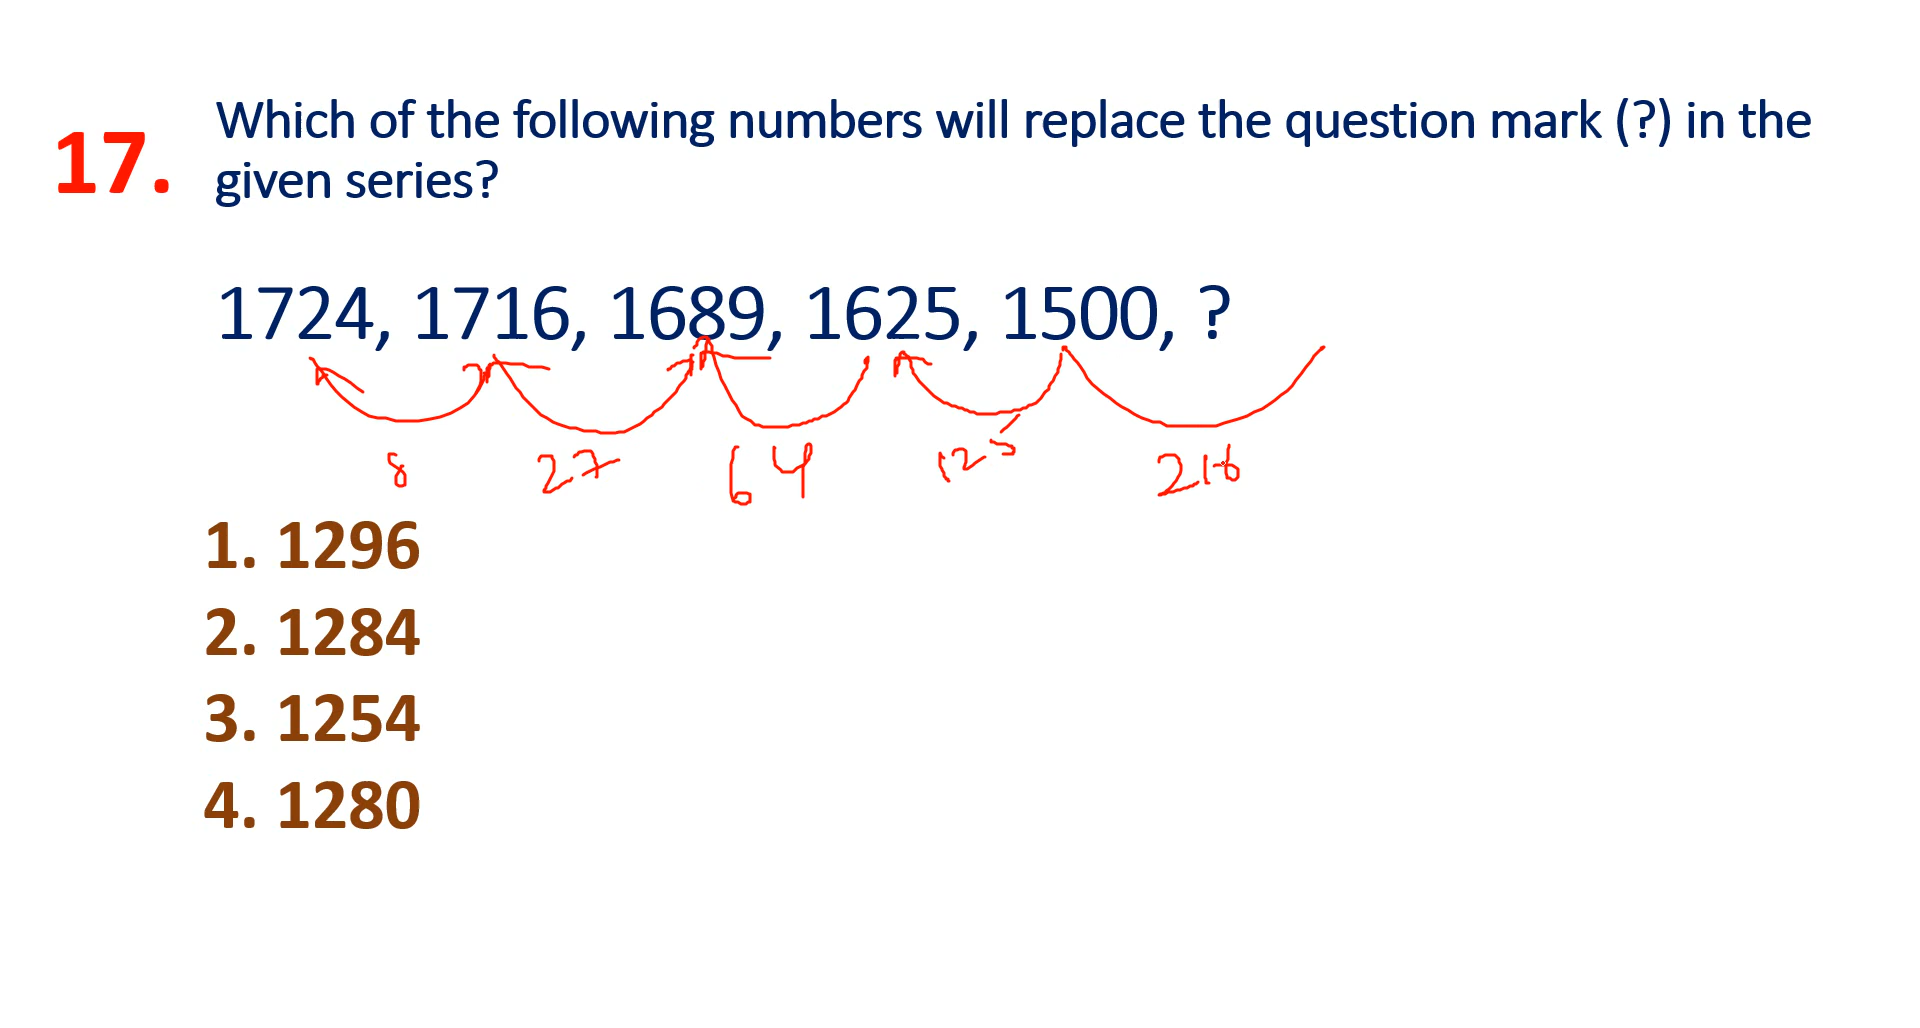 17. Which of the following numbers will replace the question mark (?) in the
given series?
1724, 1716, 1689, 1625, 1500, ?
8 27 64 125 216
1. 1296
2. 1284
3. 1254
4. 1280